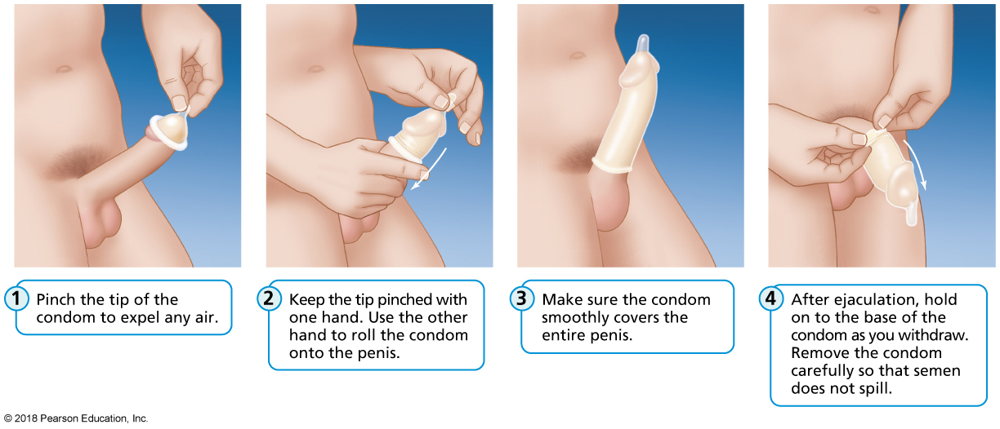 1 Pinch the tip of the
condom to expel any air.
2 Keep the tip pinched with
one hand. Use the other
hand to roll the condom
onto the penis.
3 Make sure the condom
smoothly covers the
entire penis.
4 After ejaculation, hold
on to the base of the
condom as you withdraw.
Remove the condom
carefully so that semen
does not spill.
© 2018 Pearson Education, Inc.